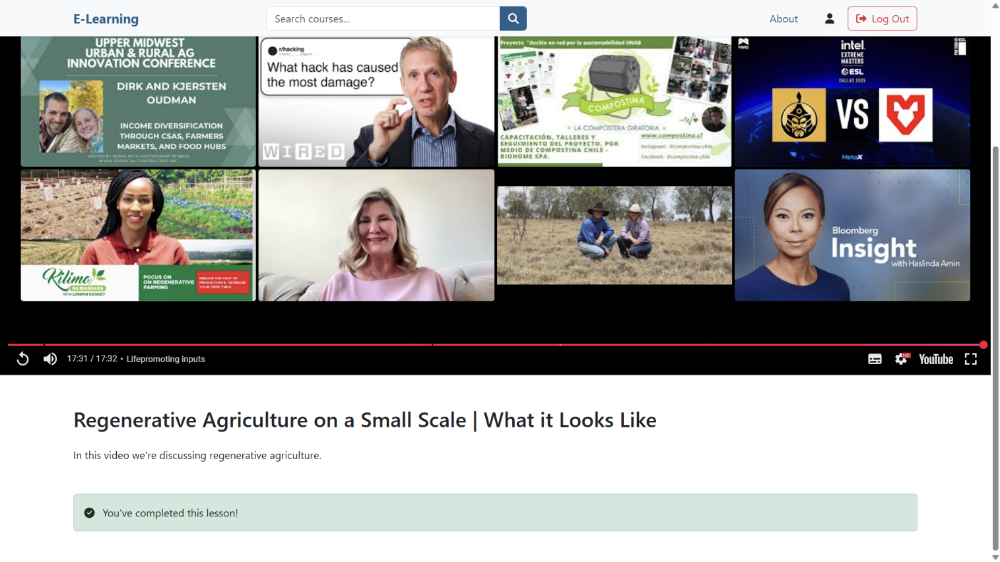 E-Learning
Search courses...
About
Log Out
UPPER MIDWEST
URBAN & RURAL AG
INNOVATION CONFERENCE
DIRK AND KJERSTEN
OUDMAN
INCOME DIVERSIFICATION
THROUGH CSAS, FARMERS
MARKETS, AND FOOD HUBS
HOSTED BY SDSPA WITH PARTNERSHIP OF NRCS
WWW.SDSPECIALTYPRODUCERS.ORG
r/hacking
What hack has caused
the most damage?
WIRED
Proyecto "Acción en red por la sustentabilidad UNAB
COMPOSTINA
LA COMPOSTERA GIRATORIA
CAPACITACIÓN, TALLERES Y
SEGUIMIENTO DEL PROYECTO, POR
MEDIO DE COMPOSTINA CHILE -
BIOHOME SPA.
www.compostina.cl
Instagram: @compostina.chile
Facebook: @compostina.chile
Meta
intel
EXTREME
MASTERS
ESL
DALLAS 2025
VS
MetaX
ESL
Kilimo
NA BIASHARA
WITH LINDAH KOSKEY
FOCUS ON
ON REGENERATIVE
FARMING
REDUCE THE COST OF
PRODUCTION & INCREASE
YOUR CROP YIELD
Bloomberg
Insight
with Haslinda Amin
17:31 / 17:32 • Lifepromoting inputs
HD
YouTube
Regenerative Agriculture on a Small Scale | What it Looks Like
In this video we're discussing regenerative agriculture.
You've completed this lesson!